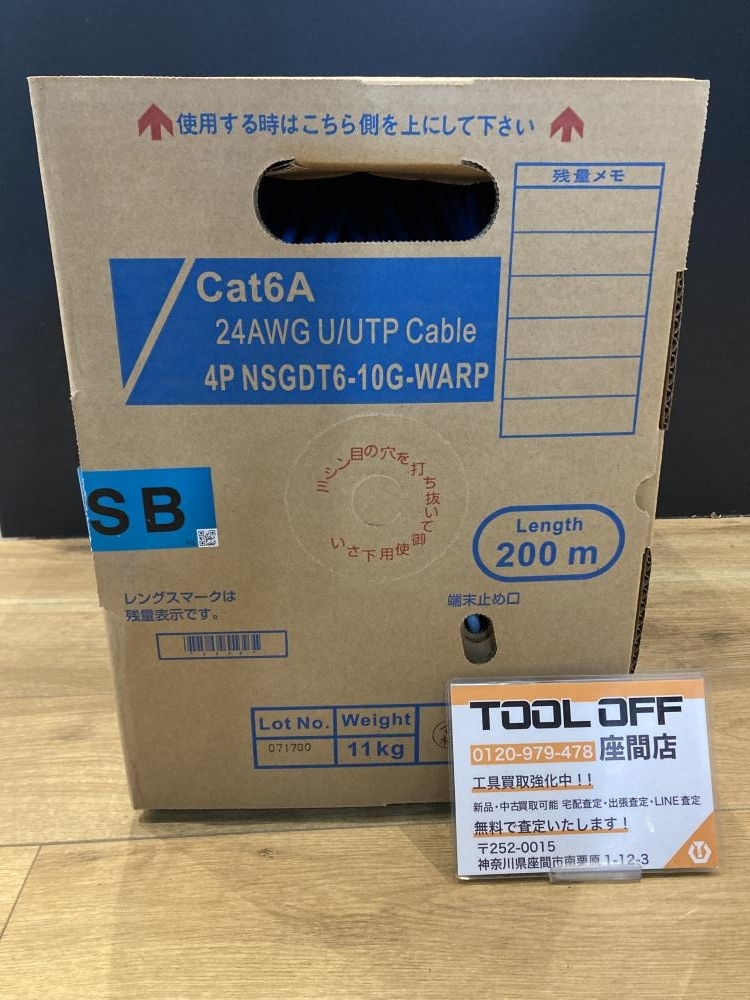 使用する時はこちら側を上にして下さい
残量メモ
Cat6A
24AWG U/UTP Cable
4P NSGDT6-10G-WARP
ミシン目の穴を打ち抜いて御使用下さい
SB
Length
200 m
レングスマークは
残量表示です。
端末止め口
Lot No.
Weight
071790
11kg
TOOL OFF
0120-979-478 座間店
工具買取強化中!!
新品・中古買取可能 宅配査定・出張査定・LINE査定
無料で査定いたします!
〒252-0015
神奈川県座間市南栗原 1-12-3